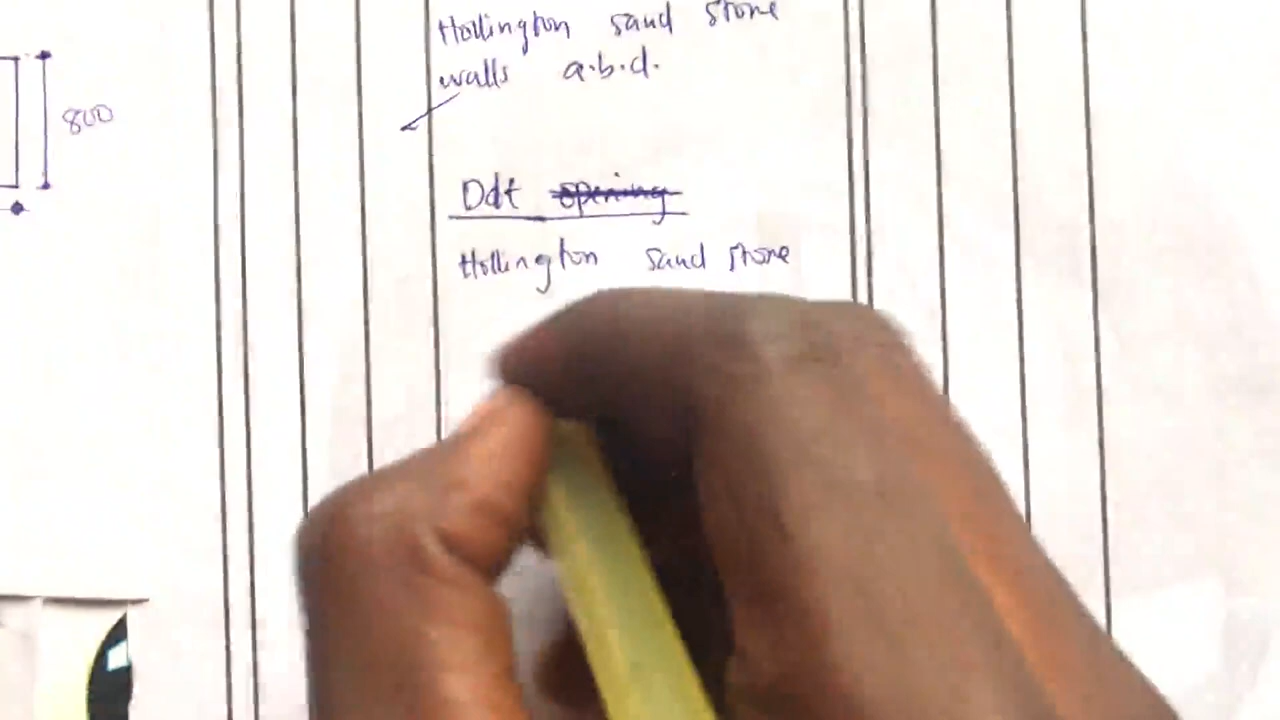 Hollington sand stone
walls a.b.d.
800
Ddt opening
Hollington sand stone